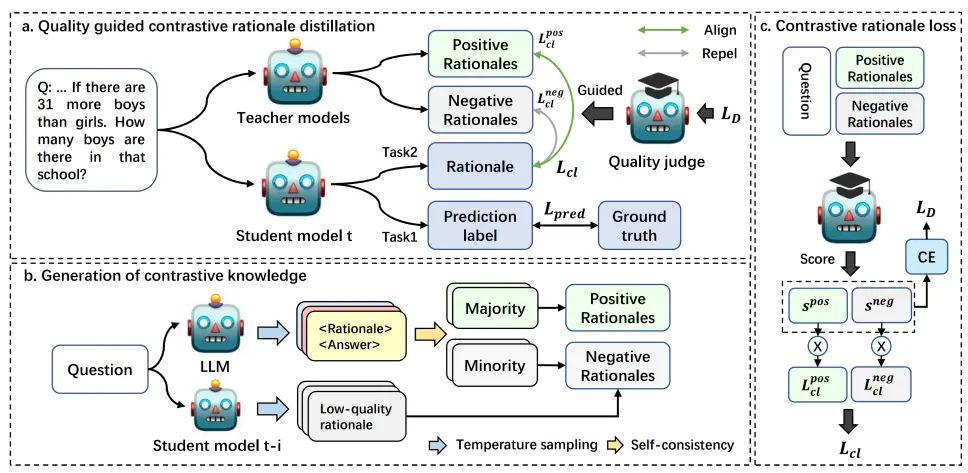 a. Quality guided contrastive rationale distillation
Q: ... If there are
31 more boys
than girls. How
many boys are
there in that
school?
Teacher models
Student model t
Task2
Task1
Positive
Rationales
Negative
Rationales
Rationale
Prediction
label
L_{cl}^{pos}
L_{cl}^{neg}
L_{cl}
L_{pred}
Ground
truth
Align
Repel
Guided
Quality judge
L_D
b. Generation of contrastive knowledge
Question
LLM
Student model t-i
<Rationale>
<Answer>
Low-quality
rationale
Majority
Minority
Positive
Rationales
Negative
Rationales
Temperature sampling
Self-consistency
c. Contrastive rationale loss
Question
Positive
Rationales
Negative
Rationales
Score
L_D
CE
s^{pos}
s^{neg}
X
X
L_{cl}^{pos}
L_{cl}^{neg}
L_{cl}